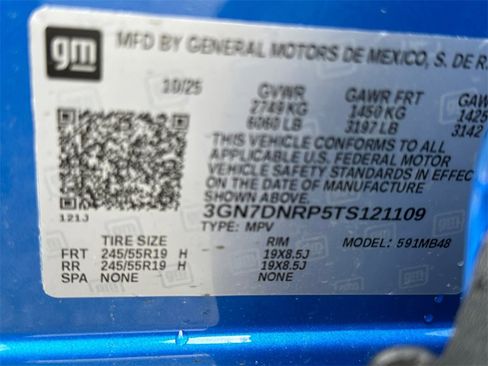 gm
MFD BY GENERAL MOTORS DE MEXICO, S. DE R
10/25 GVWR GAWR FRT GAW
2749 KG 1450 KG 1425
6060 LB 3197 LB 3142
THIS VEHICLE CONFORMS TO ALL
APPLICABLE U.S. FEDERAL MOTOR
VEHICLE SAFETY STANDARDS IN
EFFECT ON THE DATE OF MANUFACTURE
SHOWN ABOVE.
3GN7DNRP5TS121109
121J TYPE: MPV MODEL: 591MB48
TIRE SIZE RIM
FRT 245/55R19 H 19X8.5J
RR 245/55R19 H 19X8.5J
SPA NONE NONE